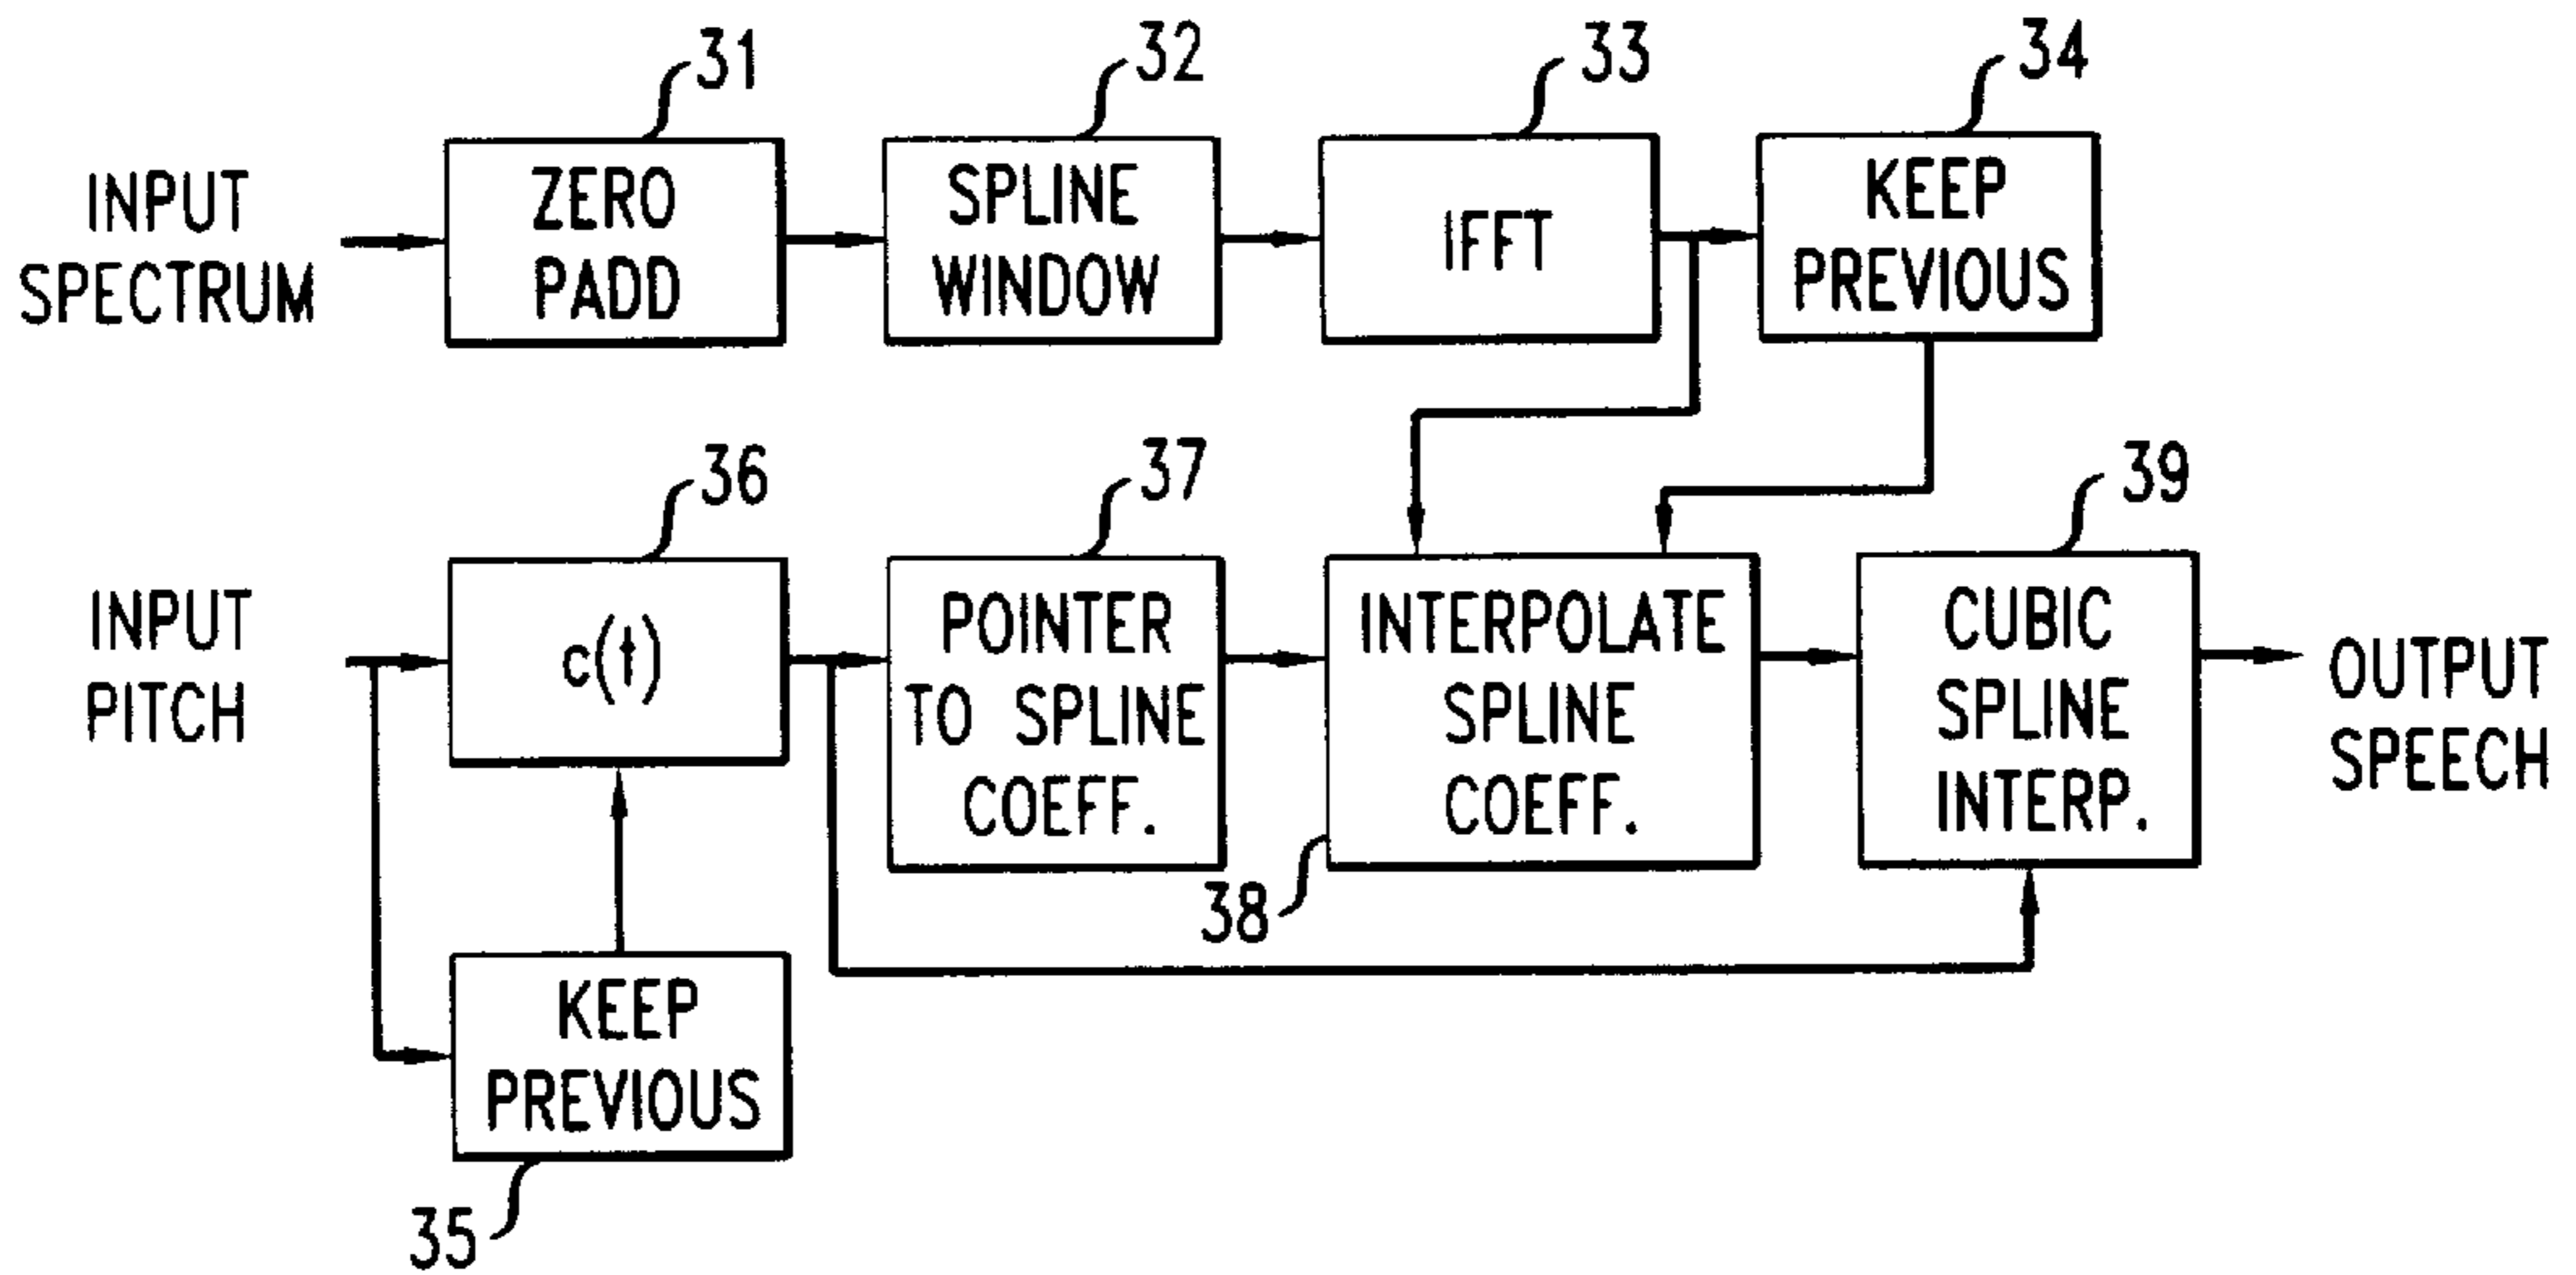 31
32
33
34
INPUT
SPECTRUM
ZERO
PADD
SPLINE
WINDOW
IFFT
KEEP
PREVIOUS
36
37
39
INPUT
PITCH
c(t)
POINTER
TO SPLINE
COEFF.
INTERPOLATE
SPLINE
COEFF.
CUBIC
SPLINE
INTERP.
OUTPUT
SPEECH
38
KEEP
PREVIOUS
35